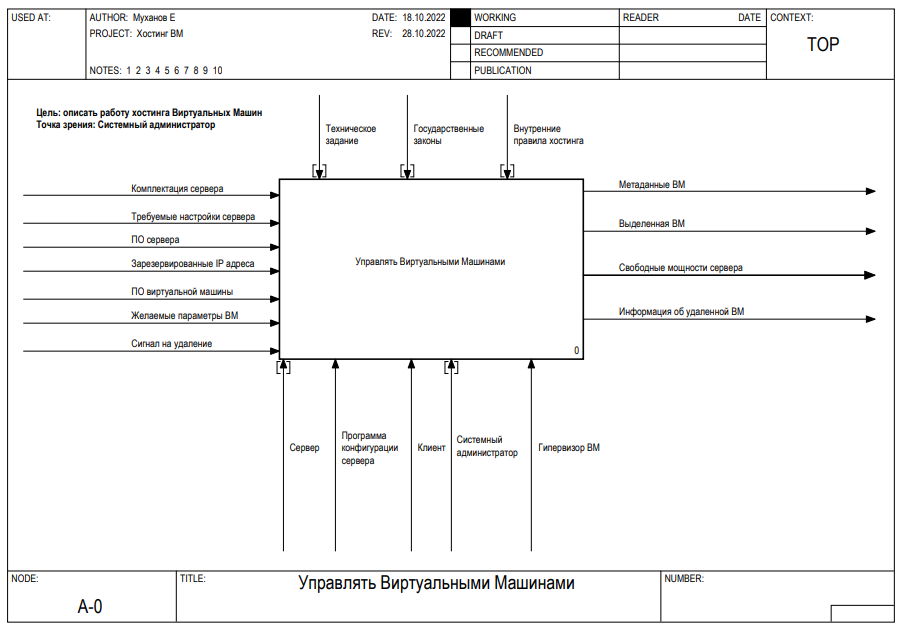 USED AT:
AUTHOR: Муханов Е
DATE: 18.10.2022
WORKING
READER
DATE
CONTEXT:
PROJECT: Хостинг ВМ
REV: 28.10.2022
DRAFT
TOP
RECOMMENDED
NOTES: 1 2 3 4 5 6 7 8 9 10
PUBLICATION
Цель: описать работу хостинга Виртуальных Машин
Точка зрения: Системный администратор
Техническое
задание
Государственные
законы
Внутренние
правила хостинга
Комплектация сервера
Требуемые настройки сервера
ПО сервера
Зарезервированные IP адреса
ПО виртуальной машины
Желаемые параметры ВМ
Сигнал на удаление
Управлять Виртуальными Машинами
0
Метаданные ВМ
Выделенная ВМ
Свободные мощности сервера
Информация об удаленной ВМ
Сервер
Программа
конфигурации
сервера
Клиент
Системный
администратор
Гипервизор ВМ
NODE:
TITLE:
NUMBER:
A-0
Управлять Виртуальными Машинами